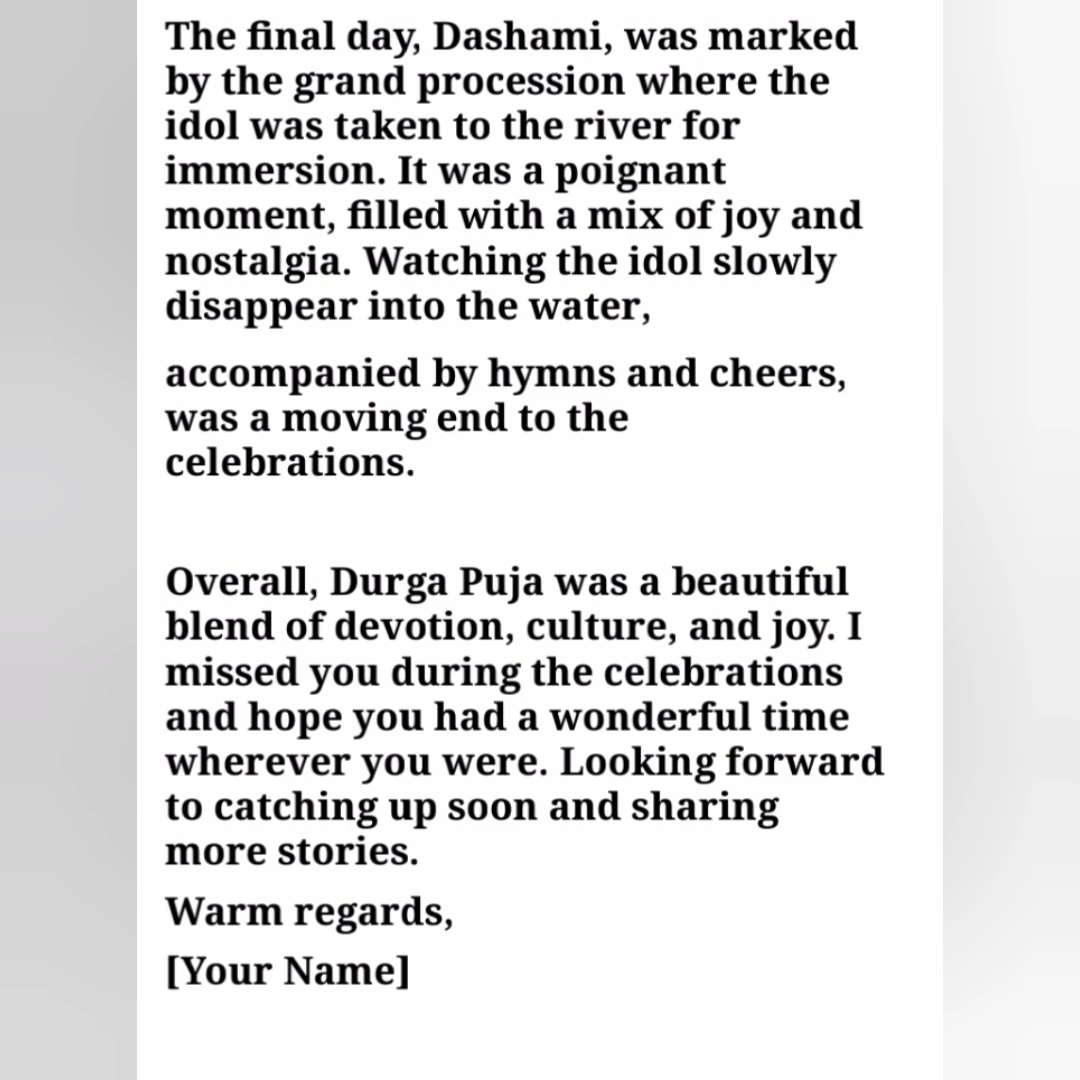 The final day, Dashami, was marked
by the grand procession where the
idol was taken to the river for
immersion. It was a poignant
moment, filled with a mix of joy and
nostalgia. Watching the idol slowly
disappear into the water,
accompanied by hymns and cheers,
was a moving end to the
celebrations.
Overall, Durga Puja was a beautiful
blend of devotion, culture, and joy. I
missed you during the celebrations
and hope you had a wonderful time
wherever you were. Looking forward
to catching up soon and sharing
more stories.
Warm regards,
[Your Name]